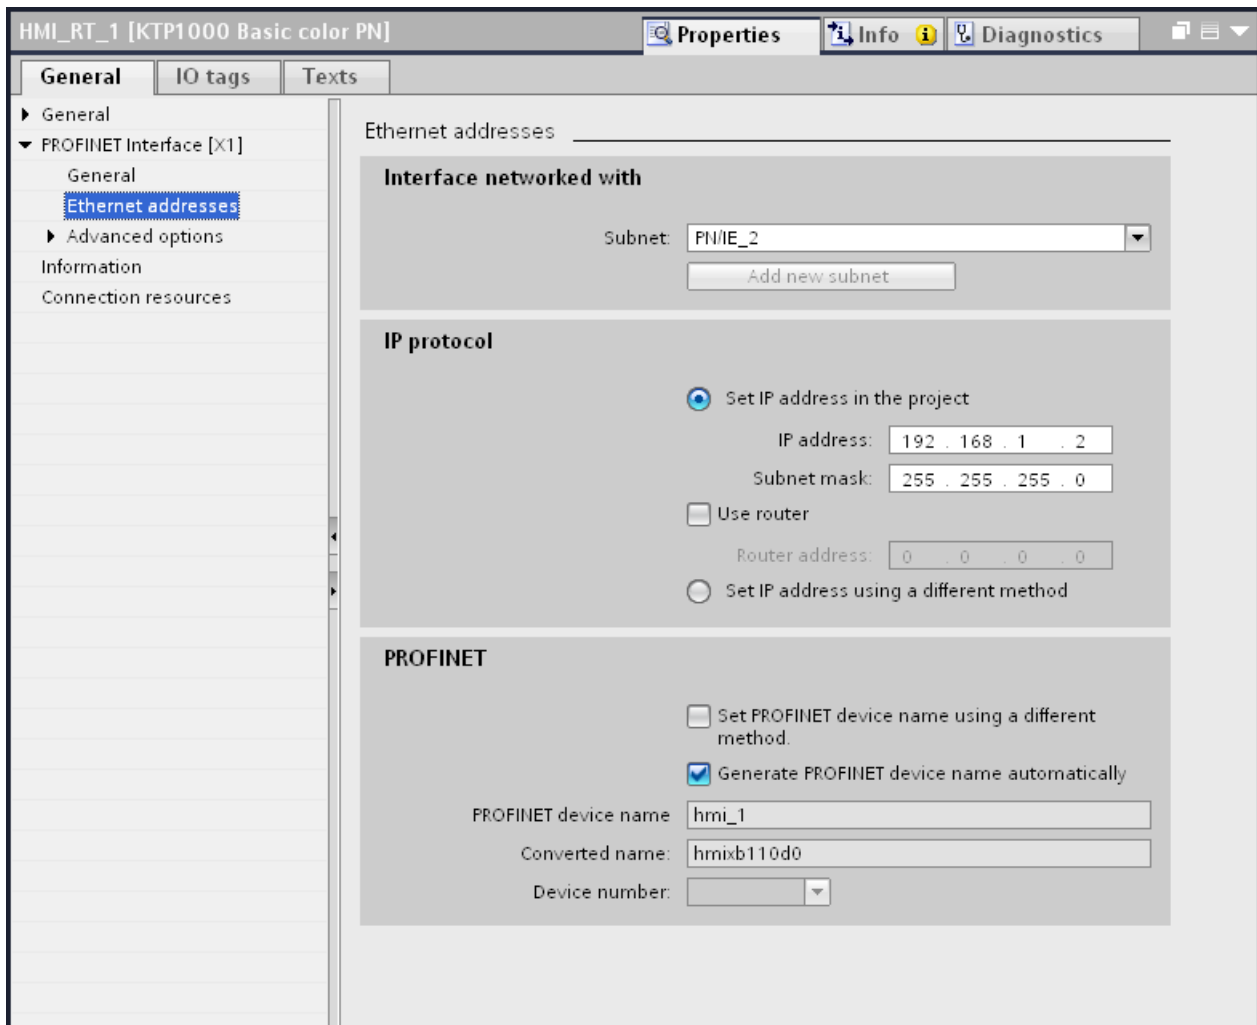 HMI_RT_1 [KTP1000 Basic color PN]
Properties
Info
Diagnostics
General
IO tags
Texts
General
PROFINET Interface [X1]
General
Ethernet addresses
Advanced options
Information
Connection resources
Ethernet addresses
Interface networked with
Subnet: PN/IE_2
Add new subnet
IP protocol
Set IP address in the project
IP address: 192 . 168 . 1 . 2
Subnet mask: 255 . 255 . 255 . 0
Use router
Router address: 0 . 0 . 0 . 0
Set IP address using a different method
PROFINET
Set PROFINET device name using a different
method.
Generate PROFINET device name automatically
PROFINET device name hmi_1
Converted name: hmixb110d0
Device number: